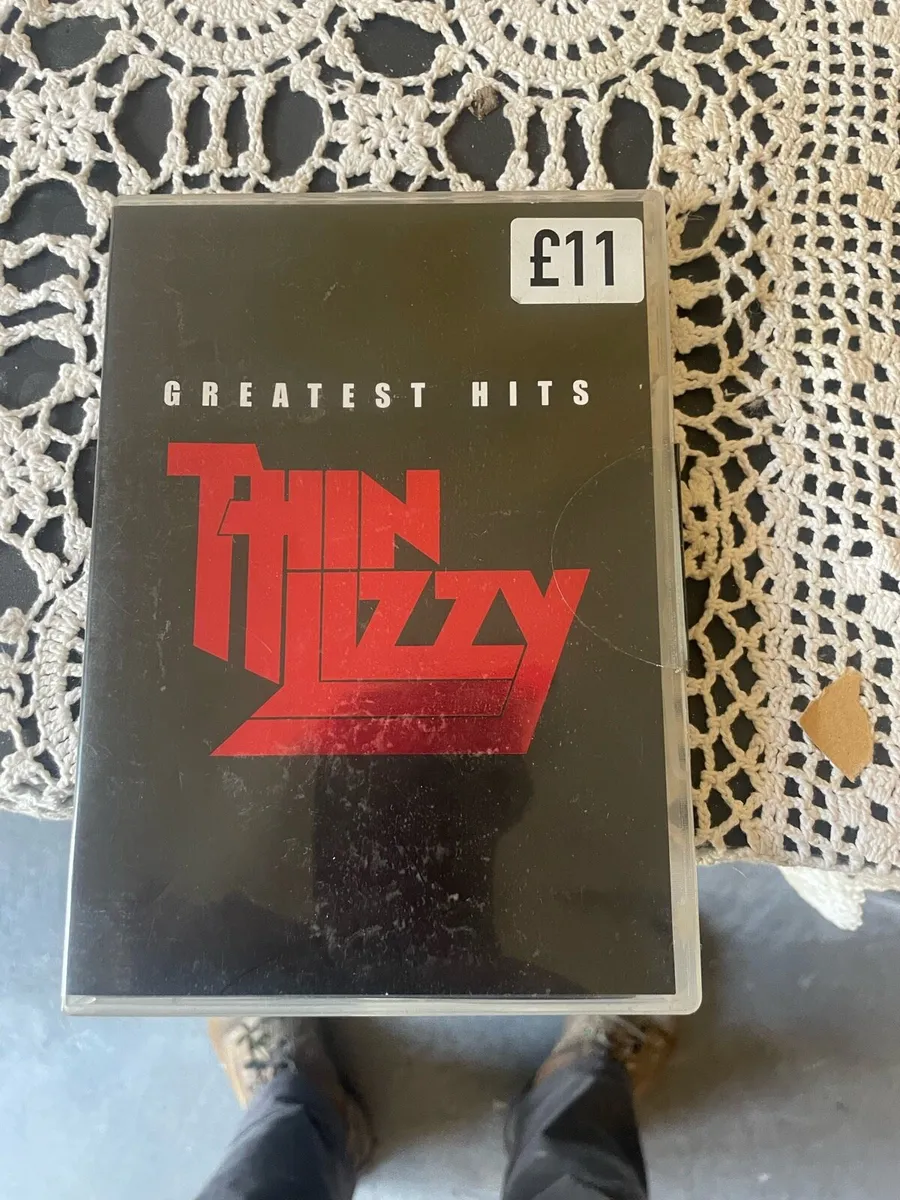 £11
GREATEST HITS
THIN
LIZZY